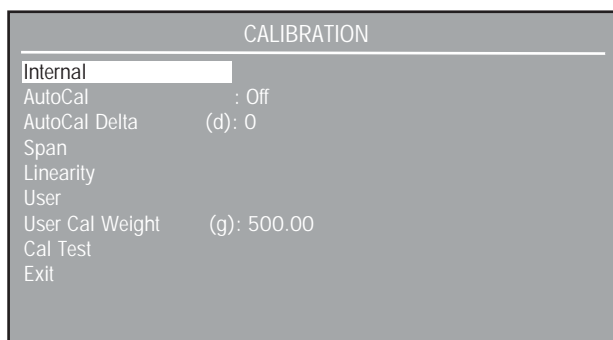 CALIBRATION
Internal
AutoCal : Off
AutoCal Delta (d): 0
Span
Linearity
User
User Cal Weight (g): 500.00
Cal Test
Exit